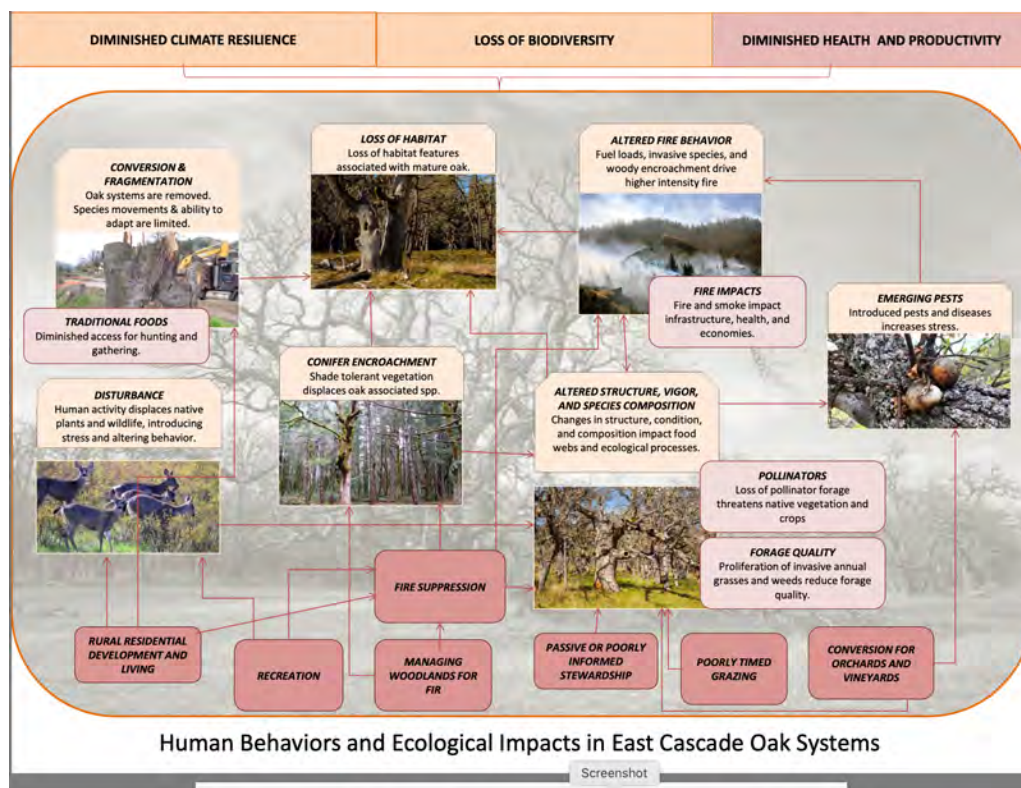 DIMINISHED CLIMATE RESILIENCE
LOSS OF BIODIVERSITY
DIMINISHED HEALTH AND PRODUCTIVITY
CONVERSION &
FRAGMENTATION
Oak systems are removed.
Species movements & ability to
adapt are limited.
LOSS OF HABITAT
Loss of habitat features
associated with mature oak.
ALTERED FIRE BEHAVIOR
Fuel loads, invasive species, and
woody encroachment drive
higher intensity fire
FIRE IMPACTS
Fire and smoke impact
infrastructure, health, and
economies.
EMERGING PESTS
Introduced pests and diseases
increases stress.
TRADITIONAL FOODS
Diminished access for hunting and
gathering.
CONIFER ENCROACHMENT
Shade tolerant vegetation
displaces oak associated spp.
ALTERED STRUCTURE, VIGOR,
AND SPECIES COMPOSITION
Changes in structure, condition,
and composition impact food
webs and ecological processes.
DISTURBANCE
Human activity displaces native
plants and wildlife, introducing
stress and altering behavior.
POLLINATORS
Loss of pollinator forage
threatens native vegetation and
crops
FORAGE QUALITY
Proliferation of invasive annual
grasses and weeds reduce forage
quality.
FIRE SUPPRESSION
RURAL RESIDENTIAL
DEVELOPMENT AND
LIVING
RECREATION
MANAGING
WOODLANDS FOR
FIR
PASSIVE OR POORLY
INFORMED
STEWARDSHIP
POORLY TIMED
GRAZING
CONVERSION FOR
ORCHARDS AND
VINEYARDS
Human Behaviors and Ecological Impacts in East Cascade Oak Systems
Screenshot